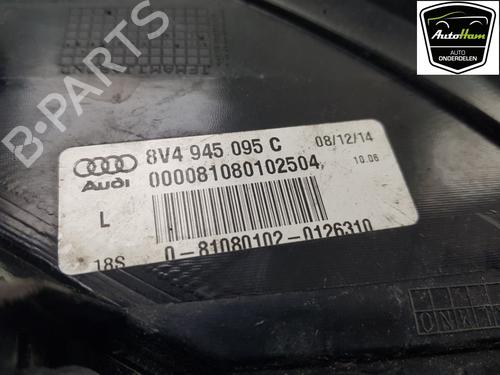 AutoHam
AUTO
ONDERDELEN
B-PARTS
8V4 945 095 C
08/12/14
Audi
000081080102504
10.06
L
18S
0-81080102-0126310